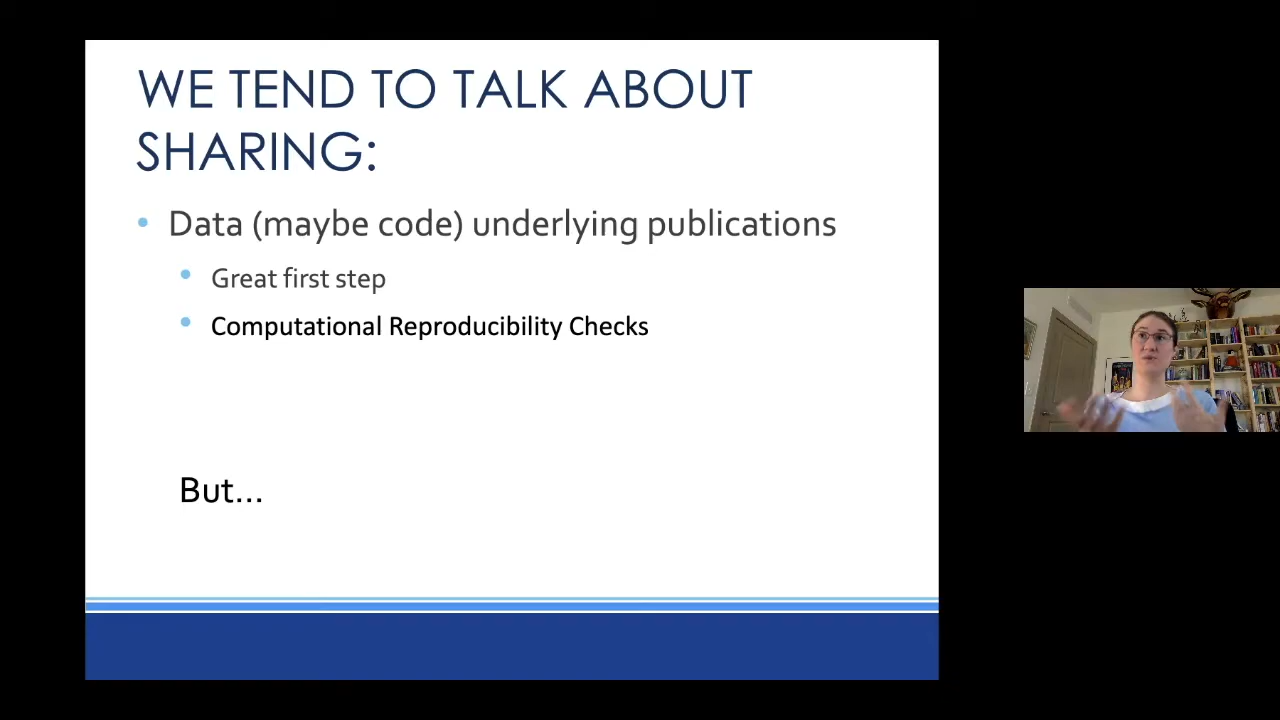 WE TEND TO TALK ABOUT
SHARING:
• Data (maybe code) underlying publications
• Great first step
• Computational Reproducibility Checks
But...